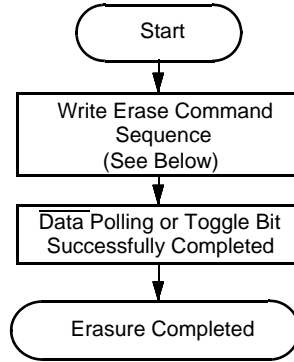 Start
Write Erase Command
Sequence
(See Below)
Data Polling or Toggle Bit
Successfully Completed
Erasure Completed